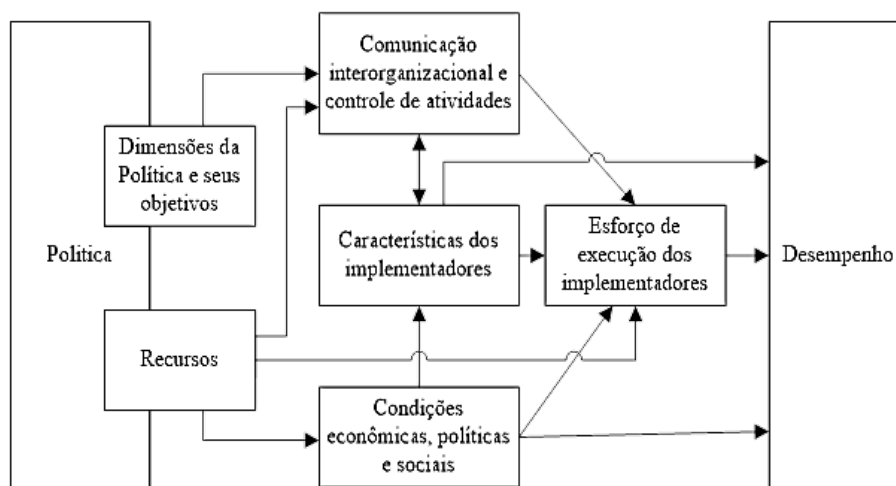 Comunicação
interorganizacional e
controle de atividades
Dimensões da
Política e seus
objetivos
Política
Características dos
implementadores
Esforço de
execução dos
implementadores
Desempenho
Recursos
Condições
econômicas, políticas
e sociais